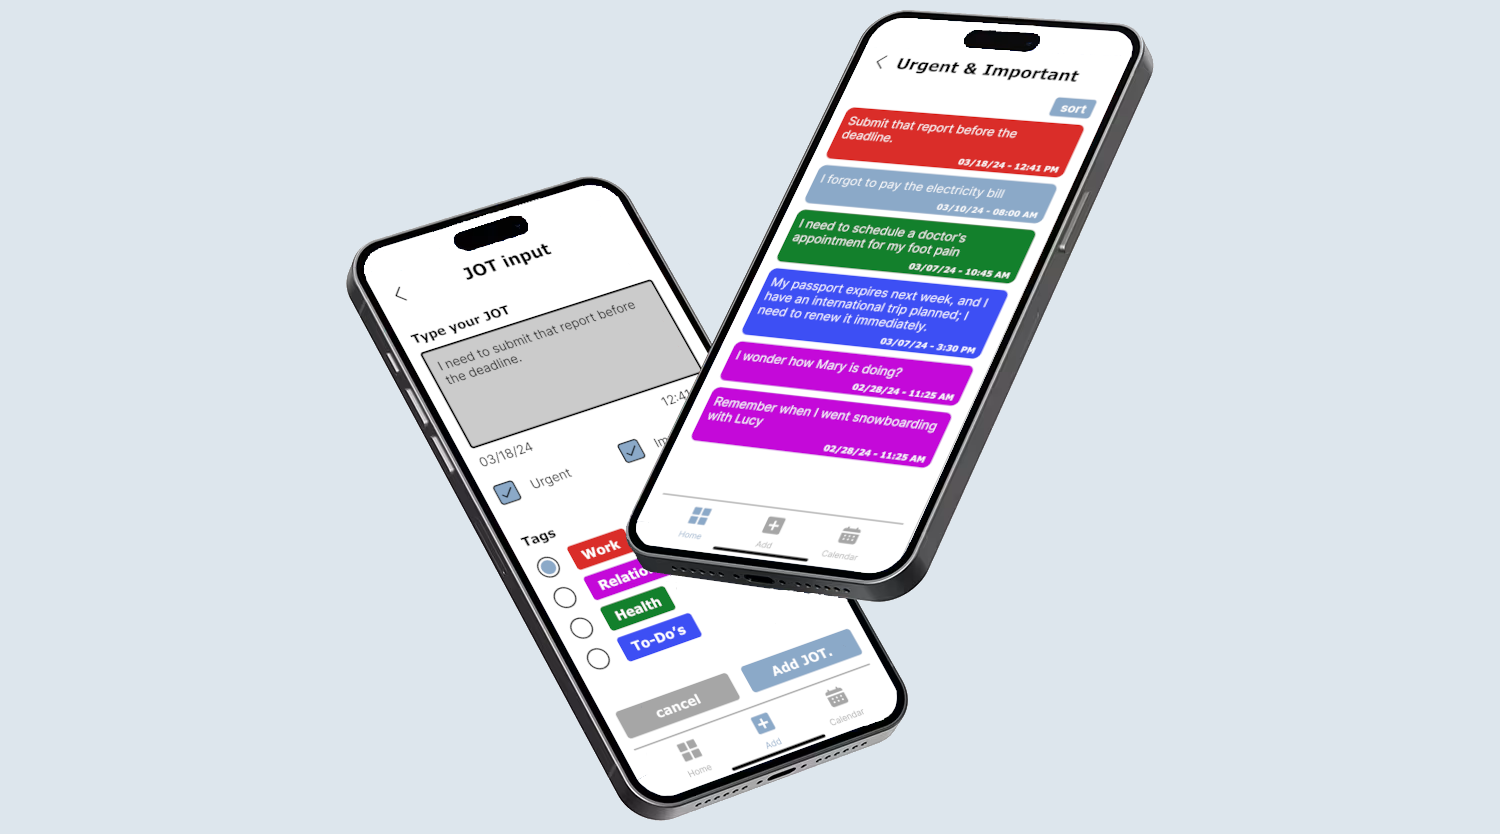 JOT input
Type your JOT
I need to submit that report before
the deadline.
12:41
03/18/24
Urgent
Tags
Work
Health
To-Do's
cancel
Add JOT.
Home
Add
Calendar
Urgent & Important
sort
Submit that report before the
deadline.
03/18/24 - 12:41 PM
I forgot to pay the electricity bill
03/10/24 - 08:00 AM
I need to schedule a doctor's
appointment for my foot pain
03/07/24 - 10:45 AM
My passport expires next week, and I
have an international trip planned; I
need to renew it immediately.
03/07/24 - 3:30 PM
I wonder how Mary is doing?
02/28/24 - 11:25 AM
Remember when I went snowboarding
with Lucy
02/28/24 - 11:25 AM
Home
Add
Calendar